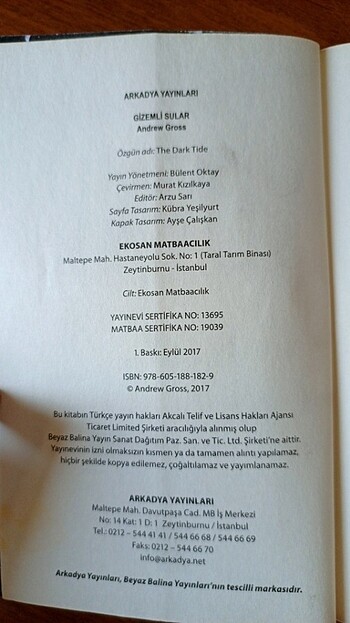 ARKADYA YAYINLARI
GİZEMLİ SULAR
Andrew Gross
Özgün adı: The Dark Tide
Yayın Yönetmeni: Bülent Oktay
Çevirmen: Murat Kızılkaya
Editör: Arzu Sarı
Sayfa Tasarım: Kübra Yeşilyurt
Kapak Tasarım: Ayşe Çalışkan
EKOSAN MATBAACILIK
Maltepe Mah. Hastaneyolu Sok. No: 1 (Taral Tarım Binası)
Zeytinburnu - İstanbul
Cilt: Ekosan Matbaacılık
YAYINEVİ SERTİFİKA NO: 13695
MATBAA SERTİFİKA NO: 19039
1. Baskı: Eylül 2017
ISBN: 978-605-188-182-9
© Andrew Gross, 2017
Bu kitabın Türkçe yayın hakları Akcalı Telif ve Lisans Hakları Ajansı
Ticaret Limited Şirketi aracılığıyla alınmış olup
Beyaz Balina Yayın Sanat Dağıtım Paz. San. ve Tic. Ltd. Şirketi'ne aittir.
Yayınevinin izni olmaksızın kısmen ya da tamamen alıntı yapılamaz,
hiçbir şekilde kopya edilemez, çoğaltılamaz ve yayımlanamaz.
ARKADYA YAYINLARI
Maltepe Mah. Davutpaşa Cad. MB İş Merkezi
No: 14 Kat: 1 D: 1 Zeytinburnu / İstanbul
Tel.: 0212 – 544 41 41 / 544 66 68 / 544 66 69
Faks: 0212 – 544 66 70
info@arkadya.net
Arkadya Yayınları, Beyaz Balina Yayınları'nın tescilli markasıdır.